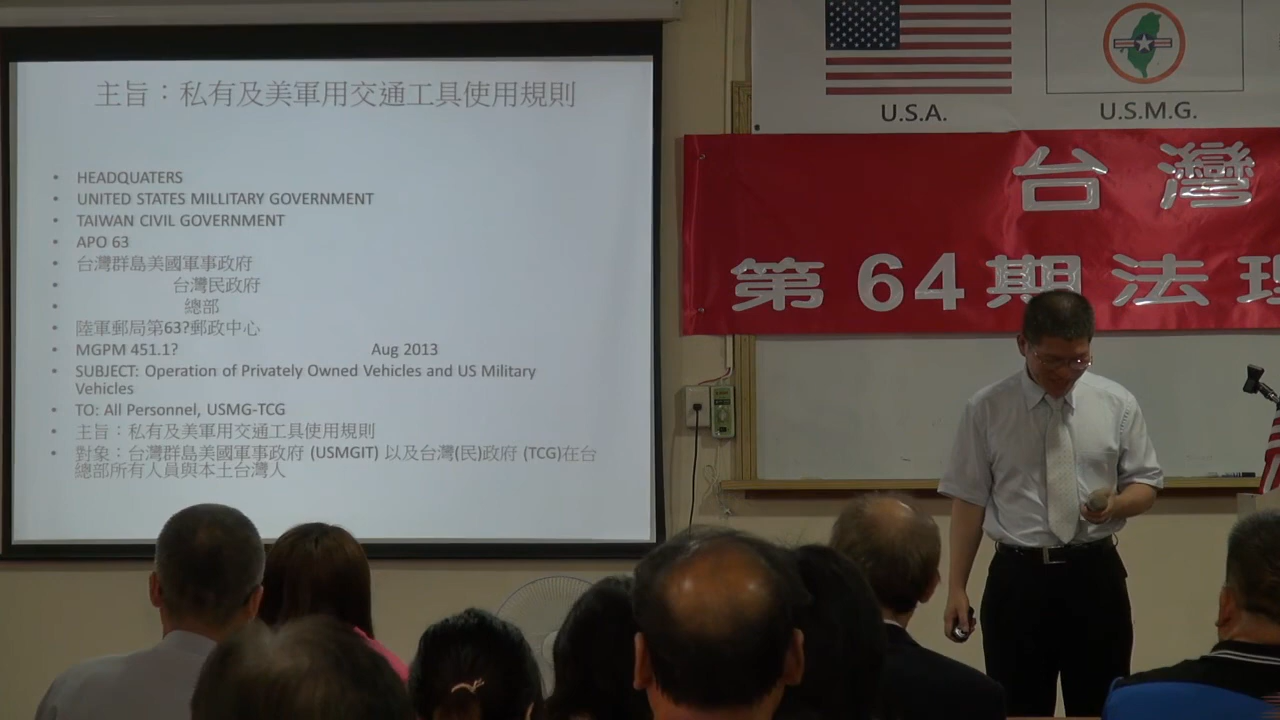 主旨：私有及美軍用交通工具使用規則
• HEADQUATERS
• UNITED STATES MILLITARY GOVERNMENT
• TAIWAN CIVIL GOVERNMENT
• APO 63
• 台灣群島美國軍事政府
• 台灣民政府
• 總部
• 陸軍郵局第63?郵政中心
• MGPM 451.1? Aug 2013
• SUBJECT: Operation of Privately Owned Vehicles and US Military
Vehicles
• TO: All Personnel, USMG-TCG
• 主旨：私有及美軍用交通工具使用規則
• 對象：台灣群島美國軍事政府 (USMGIT) 以及台灣(民)政府 (TCG)在台
總部所有人員與本土台灣人
U.S.A.
U.S.M.G.
台灣
第64期法理